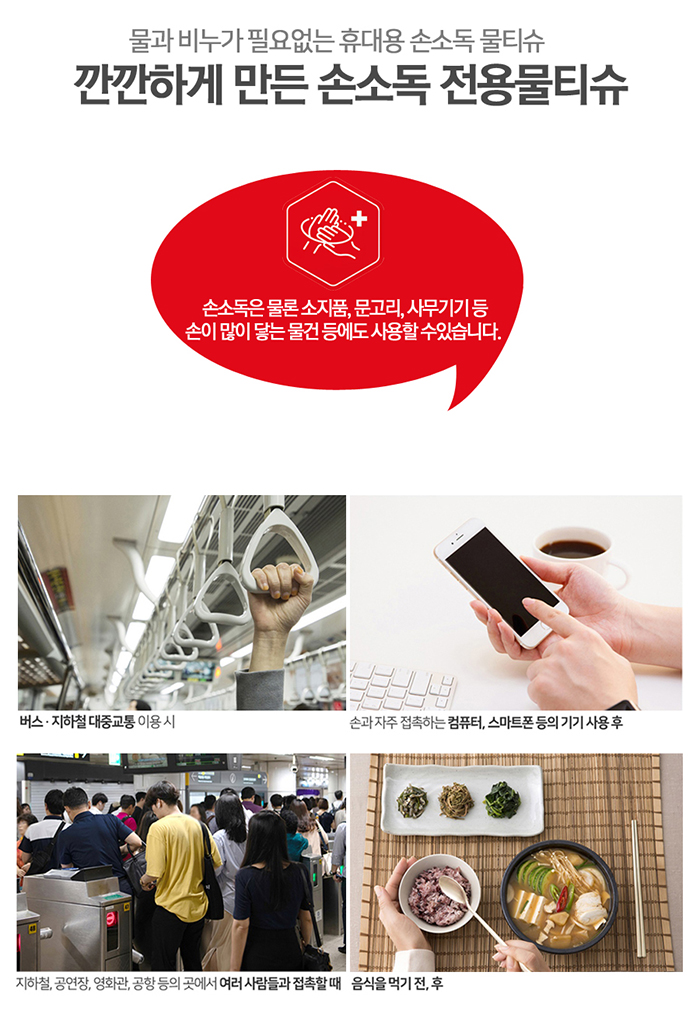 물과 비누가 필요없는 휴대용 손소독 물티슈
깐깐하게 만든 손소독 전용물티슈
손소독은 물론 소지품, 문고리, 사무기기 등
손이 많이 닿는 물건 등에도 사용할 수있습니다.
버스 · 지하철 대중교통 이용 시
손과 자주 접촉하는 컴퓨터, 스마트폰 등의 기기 사용 후
지하철, 공연장, 영화관, 공항 등의 곳에서 여러 사람들과 접촉할 때
음식을 먹기 전, 후